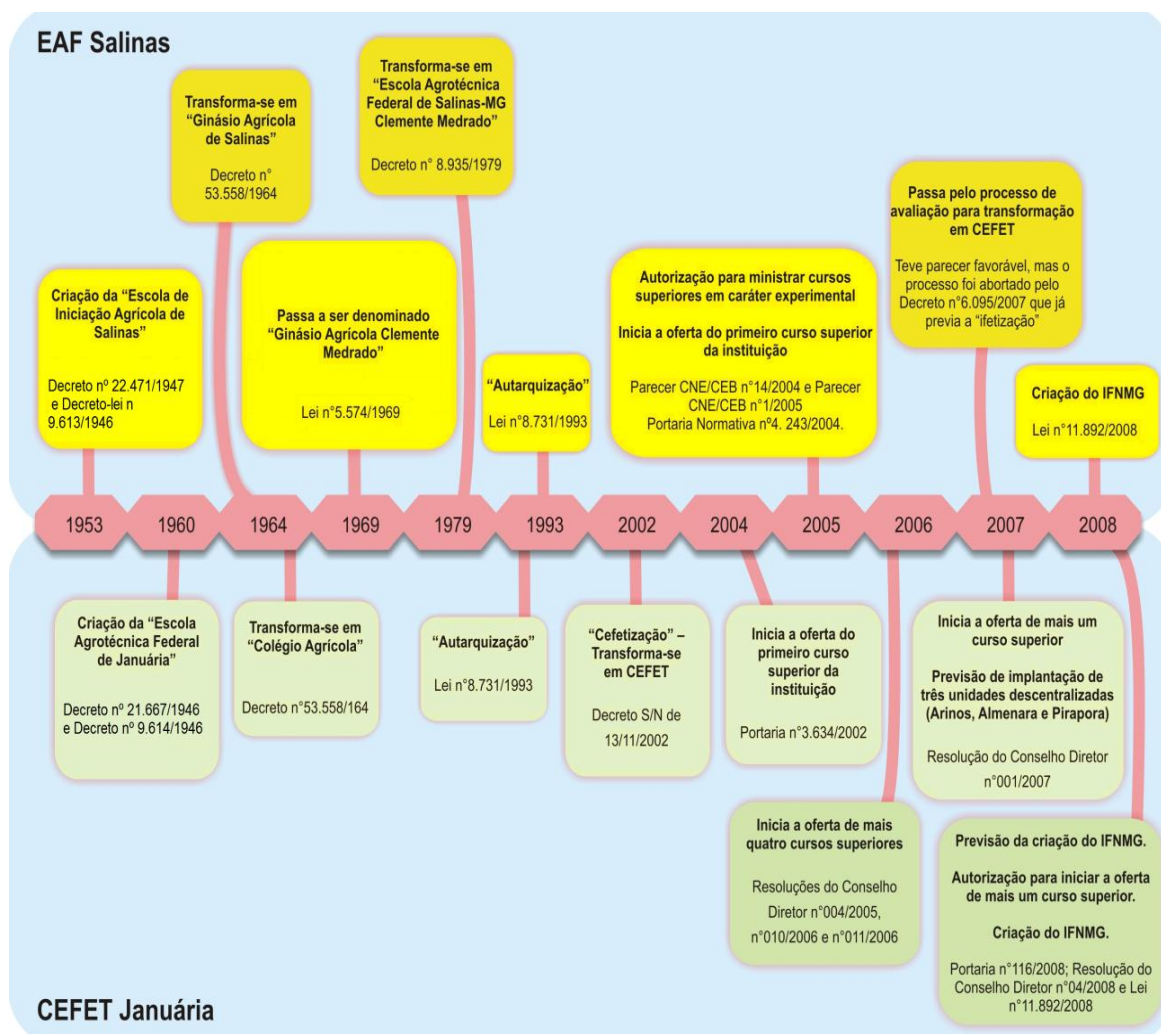 EAF Salinas
Transforma-se em
“Ginásio Agrícola
de Salinas”
Decreto n°
53.558/1964
Transforma-se em
“Escola Agrotécnica
Federal de Salinas-MG
Clemente Medrado”
Decreto n° 8.935/1979
Passa pelo processo de
avaliação para transformação
em CEFET
Teve parecer favorável, mas o
processo foi abortado pelo
Decreto n°6.095/2007 que já
previa a “ifetização”
Criação da “Escola de
Iniciação Agrícola de
Salinas”
Decreto nº 22.471/1947
e Decreto-lei n
9.613/1946
Passa a ser denominado
“Ginásio Agrícola Clemente
Medrado”
Lei n°5.574/1969
“Autarquização”
Lei n°8.731/1993
Autorização para ministrar cursos
superiores em caráter experimental
Inicia a oferta do primeiro curso superior
da instituição
Parecer CNE/CEB n°14/2004 e Parecer
CNE/CEB n°1/2005
Portaria Normativa nº4. 243/2004.
Criação do IFNMG
Lei n°11.892/2008
1953 1960 1964 1969 1979 1993 2002 2004 2005 2006 2007 2008
Criação da “Escola
Agrotécnica Federal
de Januária”
Decreto nº 21.667/1946
e Decreto nº 9.614/1946
Transforma-se em
“Colégio Agrícola”
Decreto n°53.558/164
“Autarquização”
Lei n°8.731/1993
“Cefetização” –
Transforma-se
em CEFET
Decreto S/N de
13/11/2002
Inicia a oferta do
primeiro curso
superior da
instituição
Portaria n°3.634/2002
Inicia a oferta de mais um
curso superior
Previsão de implantação de
três unidades descentralizadas
(Arinos, Almenara e Pirapora)
Resolução do Conselho Diretor
n°001/2007
Inicia a oferta de mais
quatro cursos superiores
Resoluções do Conselho
Diretor n°004/2005,
n°010/2006 e n°011/2006
Previsão da criação do IFNMG.
Autorização para iniciar a oferta
de mais um curso superior.
Criação do IFNMG.
Portaria n°116/2008; Resolução do
Conselho Diretor n°04/2008 e Lei
n°11.892/2008
CEFET Januária